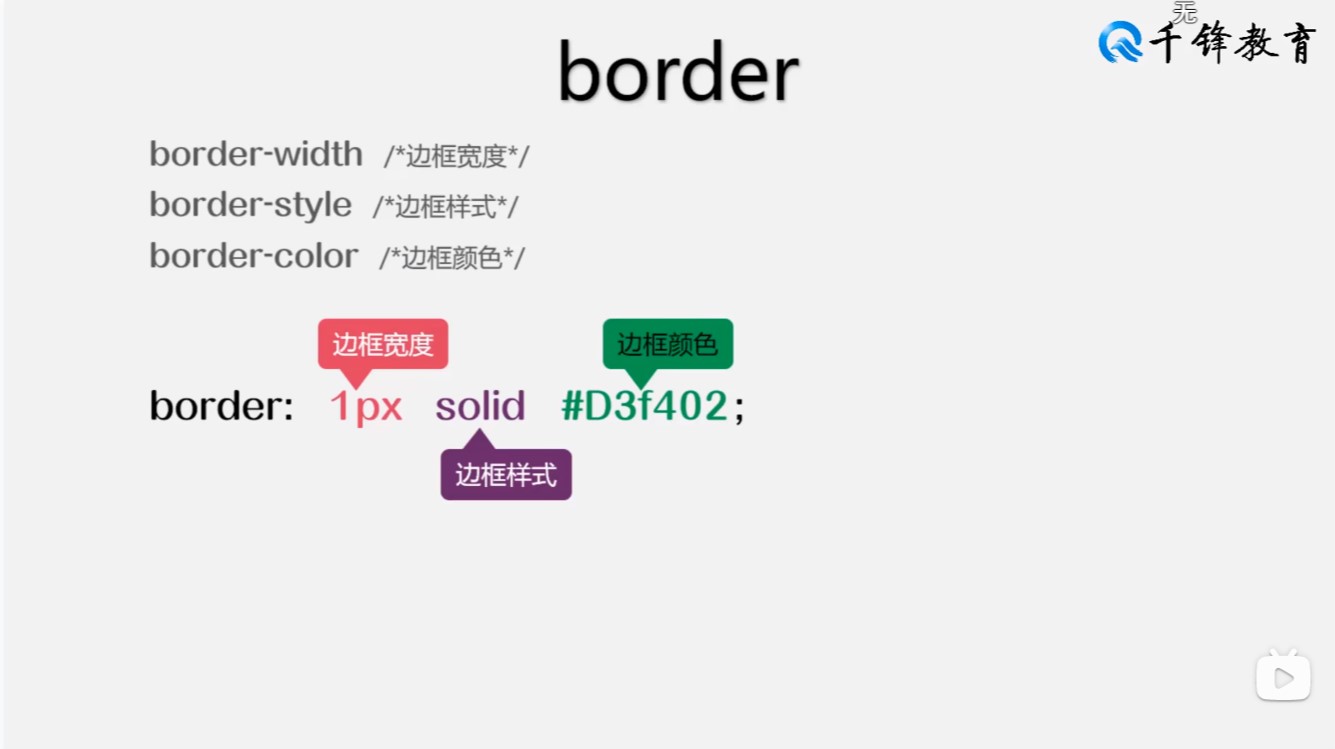 无
千锋教育
border
border-width /*边框宽度*/
border-style /*边框样式*/
border-color /*边框颜色*/
边框宽度 边框颜色
border: 1px solid #D3f402;
边框样式